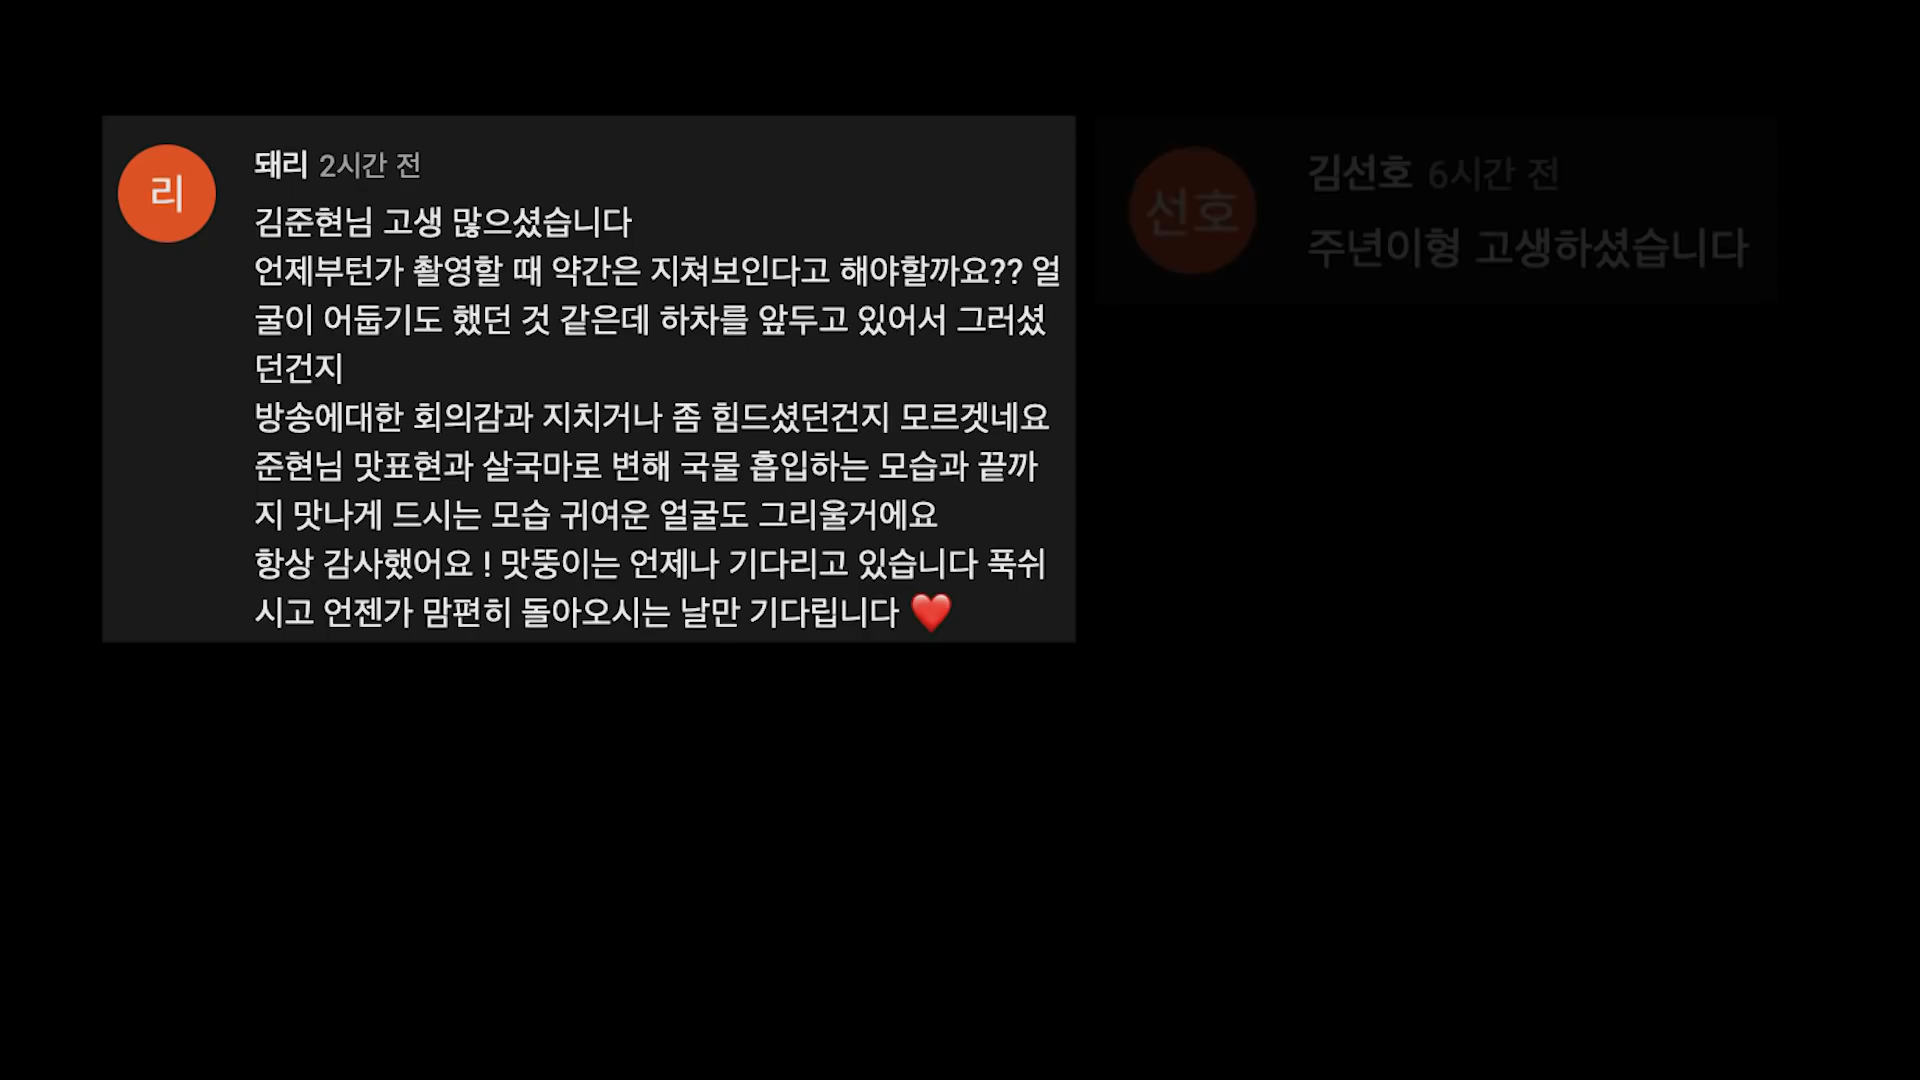 리
돼리 2시간 전
김준현님 고생 많으셨습니다
언제부턴가 촬영할 때 약간은 지쳐보인다고 해야할까요?? 얼
굴이 어둡기도 했던 것 같은데 하차를 앞두고 있어서 그러셨
던건지
방송에대한 회의감과 지치거나 좀 힘드셨던건지 모르겟네요
준현님 맛표현과 살국마로 변해 국물 흡입하는 모습과 끝까
지 맛나게 드시는 모습 귀여운 얼굴도 그리울거에요
항상 감사했어요 ! 맛뚱이는 언제나 기다리고 있습니다 푹쉬
시고 언젠가 맘편히 돌아오시는 날만 기다립니다 ❤️
선호
김선호 6시간 전
주년이형 고생하셨습니다